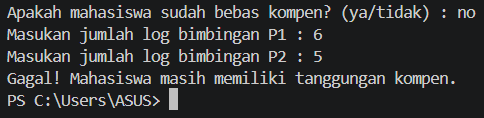 Apakah mahasiswa sudah bebas kompen? (ya/tidak) : no
Masukan jumlah log bimbingan P1 : 6
Masukan jumlah log bimbingan P2 : 5
Gagal! Mahasiswa masih memiliki tanggungan kompen.
PS C:\Users\ASUS>